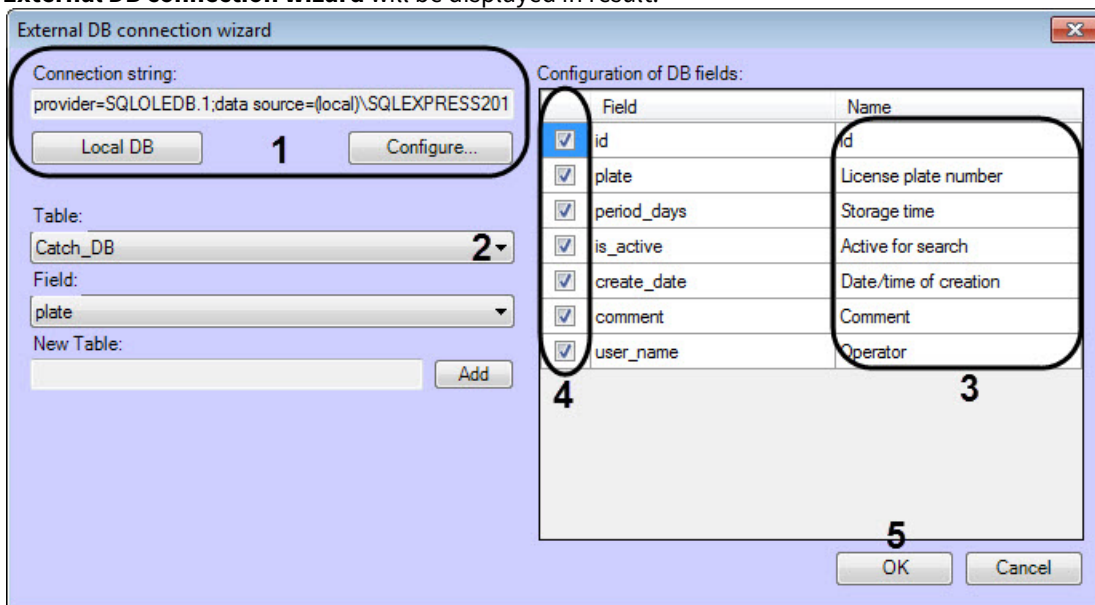 External DB connection wizard will be displayed in result:
External DB connection wizard
Connection string:
provider=SQLOLEDB.1;data source=(local)\SQLEXPRESS201
Local DB
1
Configure...
Table:
Catch_DB
2
Field:
plate
New Table:
Add
Configuration of DB fields:
Field Name
id Id
plate License plate number
period_days Storage time
is_active Active for search
create_date Date/time of creation
comment Comment
user_name Operator
4
3
5
OK Cancel